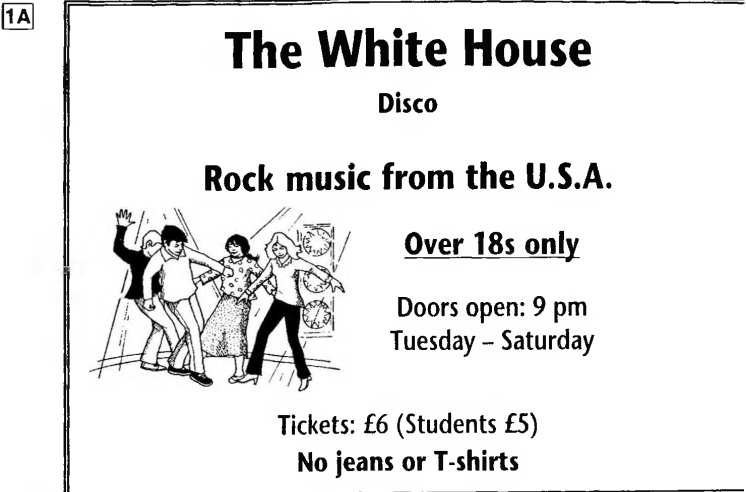 1A
The White House
Disco
Rock music from the U.S.A.
Over 18s only
Doors open: 9 pm
Tuesday – Saturday
Tickets: £6 (Students £5)
No jeans or T-shirts